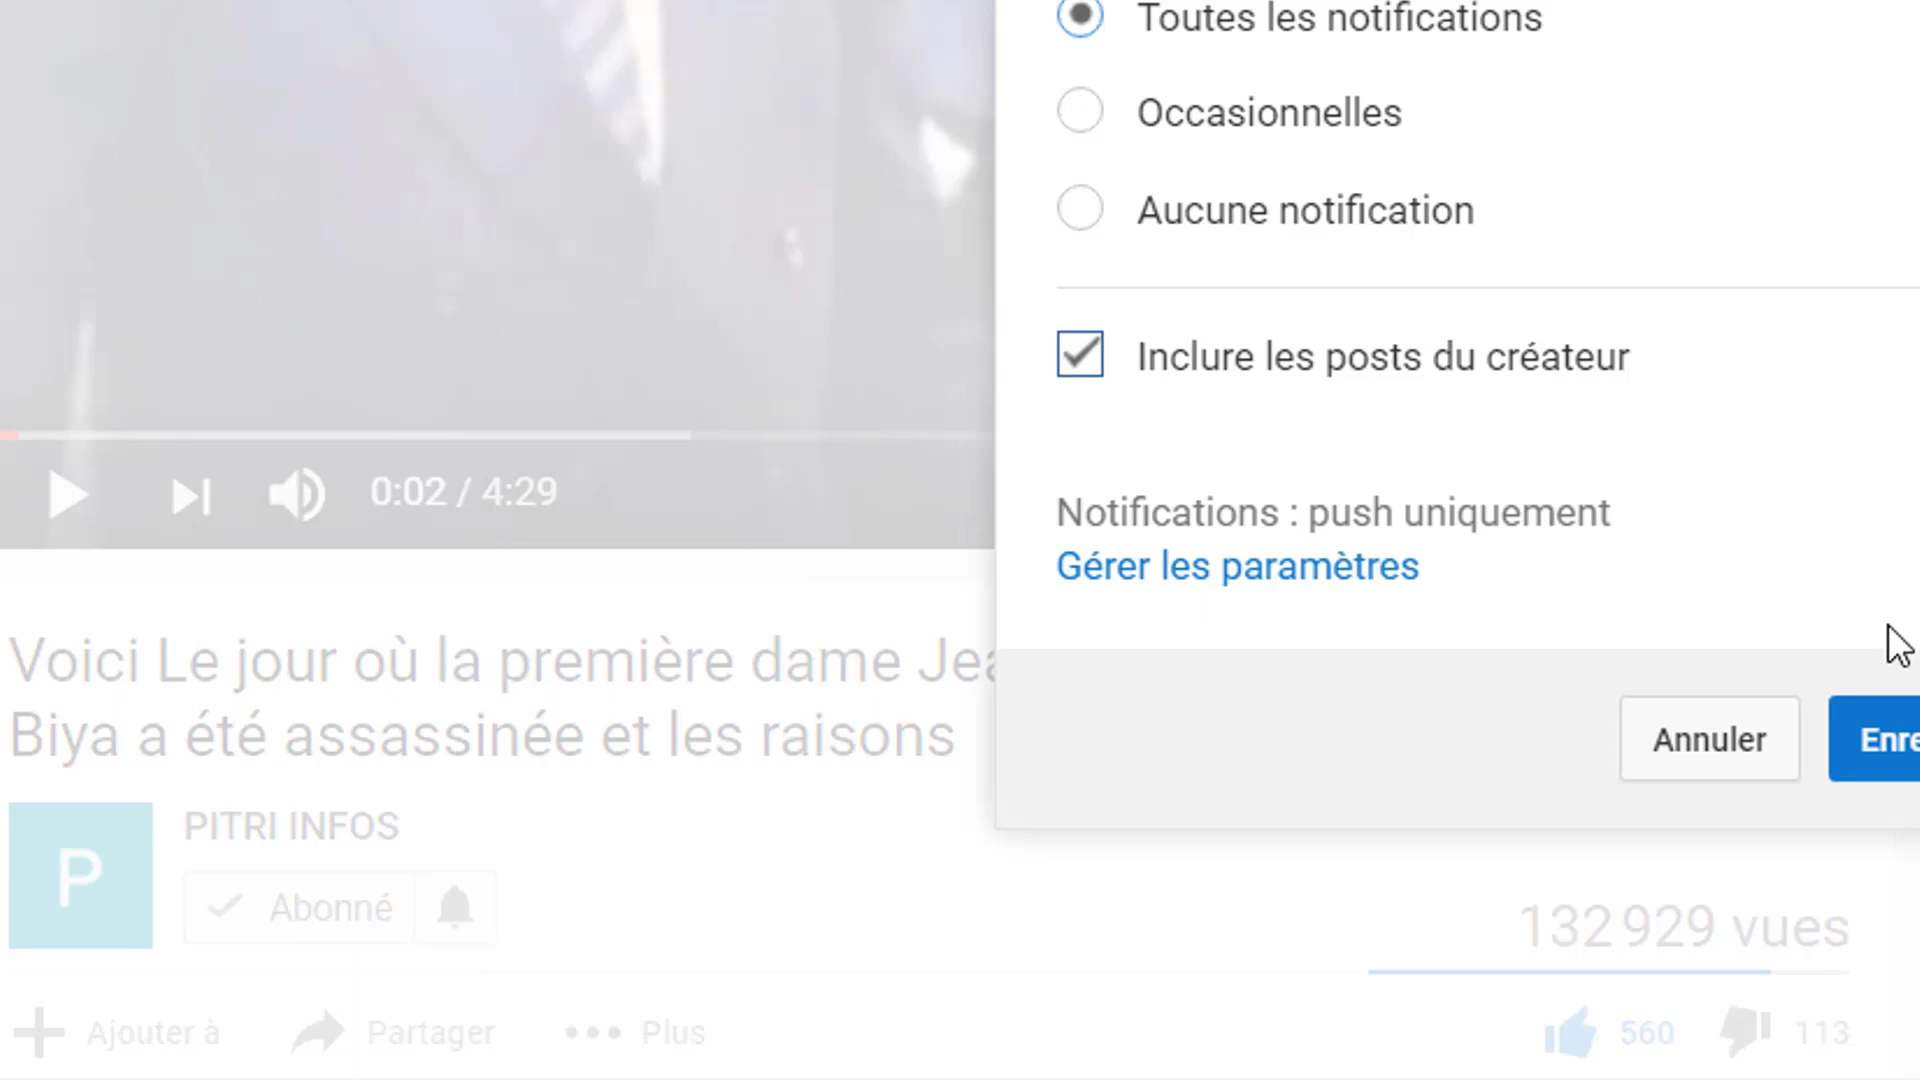 Toutes les notifications
Occasionnelles
Aucune notification
Inclure les posts du créateur
Notifications : push uniquement
Gérer les paramètres
Annuler
Enre
0:02 / 4:29
Voici Le jour où la première dame Jea
Biya a été assassinée et les raisons
P
PITRI INFOS
Abonné
132 929 vues
Ajouter à
Partager
Plus
560
113